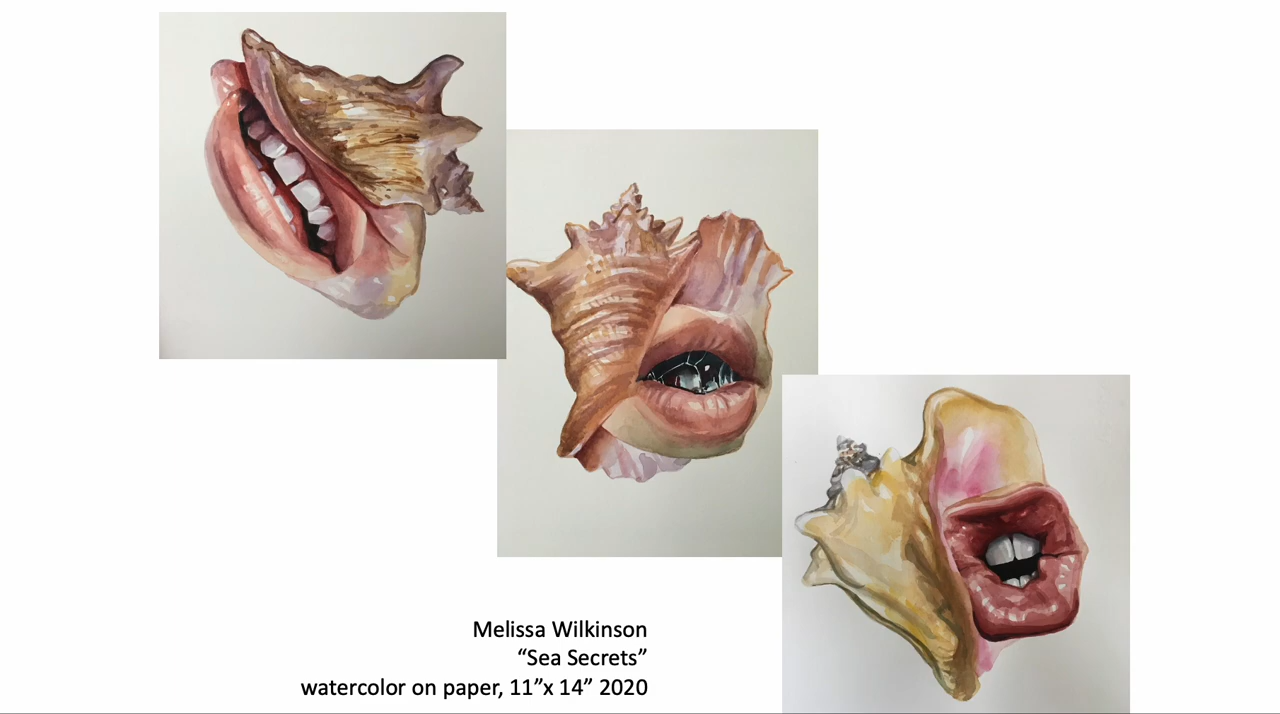 Melissa Wilkinson
“Sea Secrets”
watercolor on paper, 11”x 14” 2020